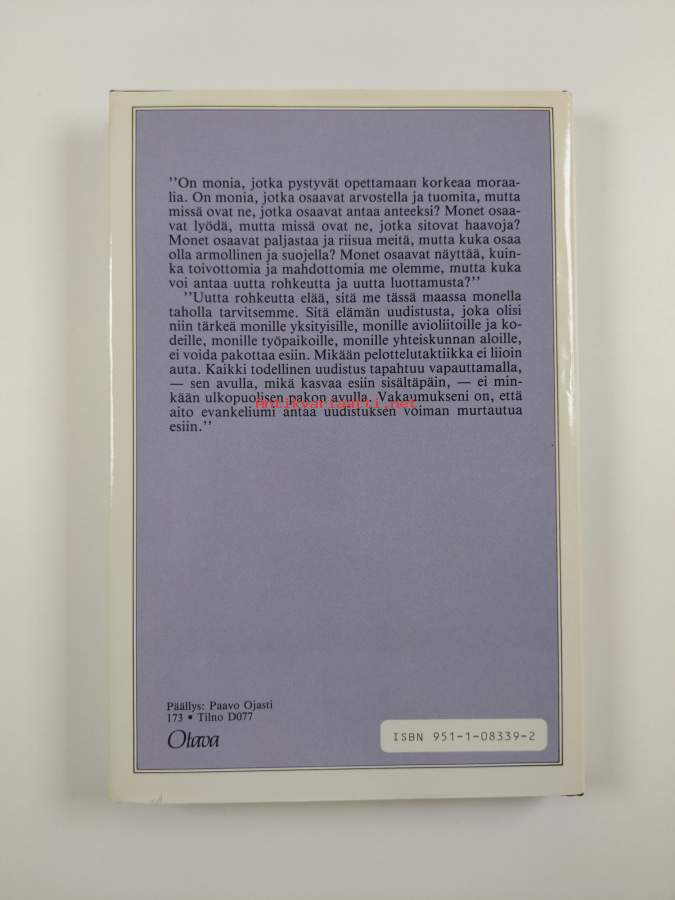 ’’On monia, jotka pystyvät opettamaan korkeaa moraa-
lia. On monia, jotka osaavat arvostella ja tuomita, mutta
missä ovat ne, jotka osaavat antaa anteeksi? Monet osaa-
vat lyödä, mutta missä ovat ne, jotka sitovat haavoja?
Monet osaavat paljastaa ja riisua meitä, mutta kuka osaa
olla armollinen ja suojella? Monet osaavat näyttää, kuin-
ka toivottomia ja mahdottomia me olemme, mutta kuka
voi antaa uutta rohkeutta ja uutta luottamusta?’’
’’Uutta rohkeutta elää, sitä me tässä maassa monella
taholla tarvitsemme. Sitä elämän uudistusta, joka olisi
niin tärkeä monille yksityisille, monille avioliitoille ja ko-
deille, monille työpaikoille, monille yhteiskunnan aloille,
ei voida pakottaa esiin. Mikään pelottelutaktiikka ei liioin
auta. Kaikki todellinen uudistus tapahtuu vapauttamalla,
— sen avulla, mikä kasvaa esiin sisältäpäin, — ei min-
kään ulkopuolisen pakon avulla. Vakaumukseni on, että
Antikvariaatti.net
aito evankeliumi antaa uudistuksen voiman murtautua
esiin.’’
Päällys: Paavo Ojasti
173 • Tilno D077
Otava
ISBN 951-1-08339-2